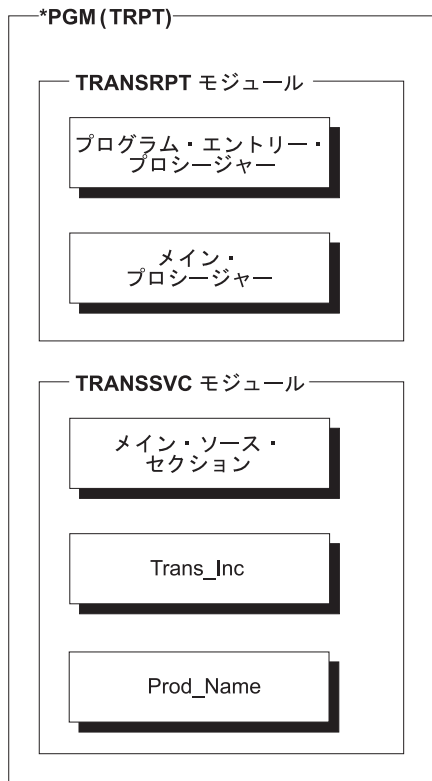 *PGM (TRPT)
TRANSRPT モジュール
プログラム・エントリー・
プロシージャー
メイン・
プロシージャー
TRANSSVC モジュール
メイン・ソース・
セクション
Trans_Inc
Prod_Name